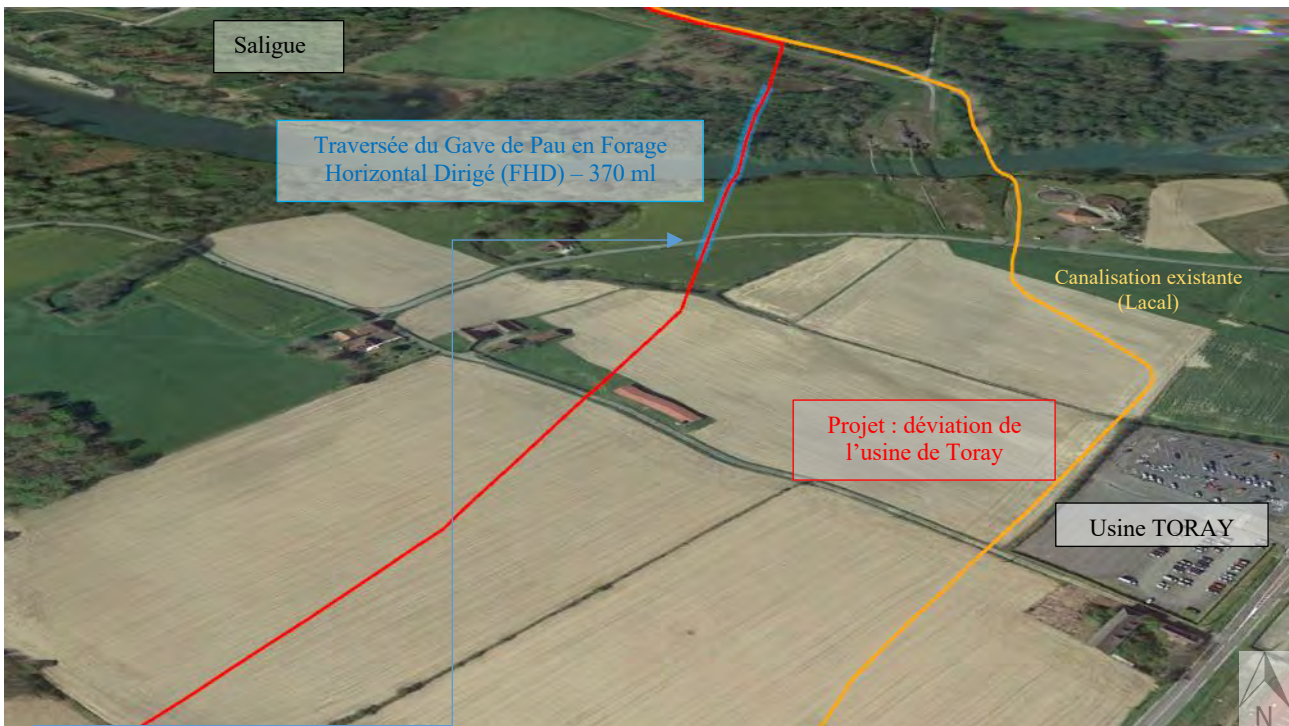 Saligue
Traversée du Gave de Pau en Forage
Horizontal Dirigé (FHD) – 370 ml
Canalisation existante
(Lacal)
Projet : déviation de
l’usine de Toray
Usine TORAY
N